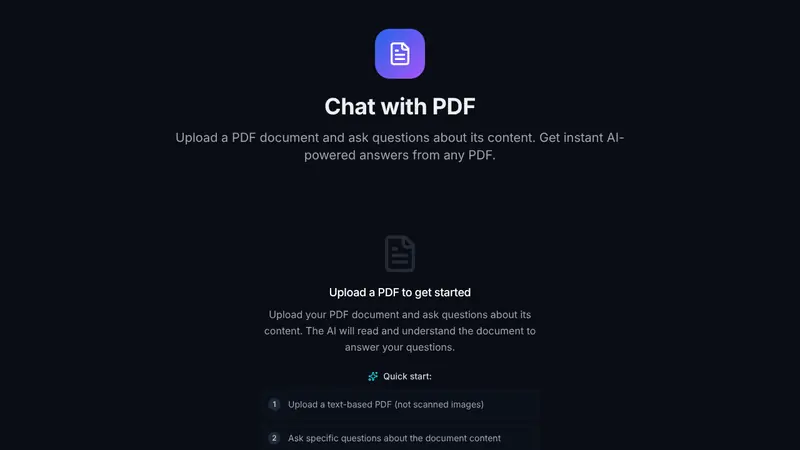 Chat with PDF
Upload a PDF document and ask questions about its content. Get instant AI-
powered answers from any PDF.
Upload a PDF to get started
Upload your PDF document and ask questions about its
content. The AI will read and understand the document to
answer your questions.
Quick start:
1 Upload a text-based PDF (not scanned images)
2 Ask specific questions about the document content